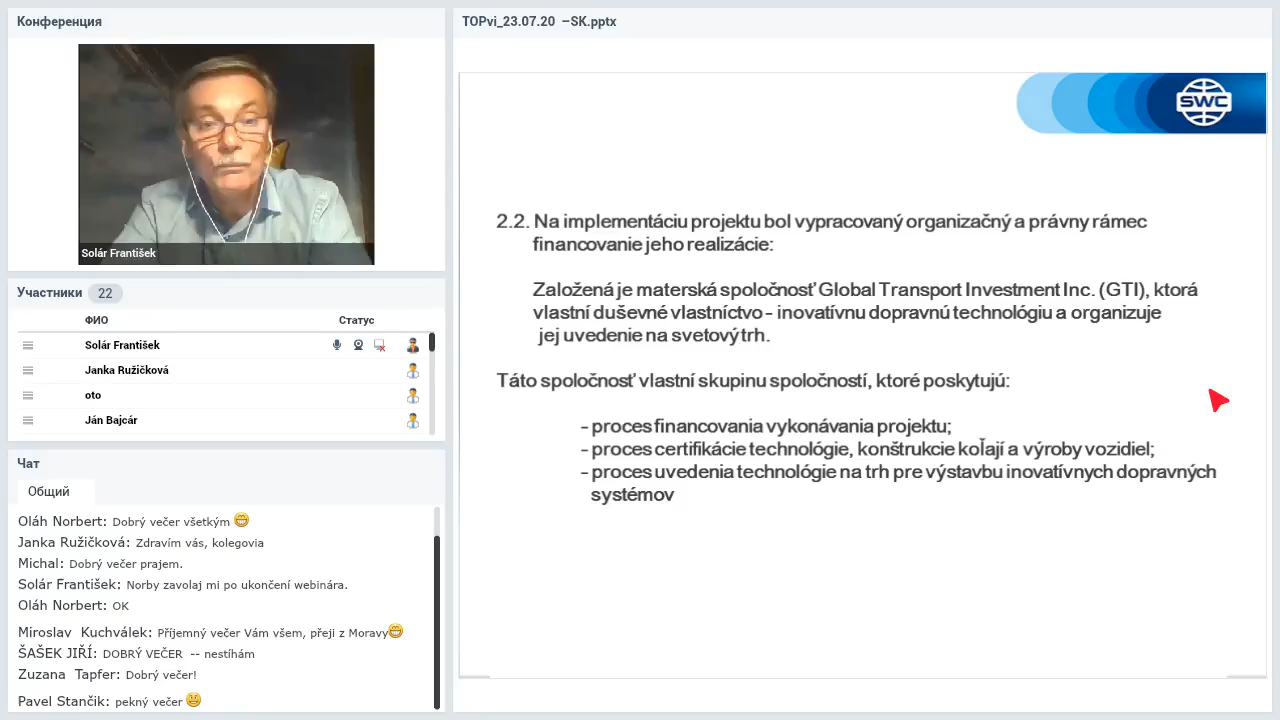 Конференция
Solár František
Участники 22
ФИО Статус
Solár František
Janka Ružičková
oto
Ján Bajcár
Чат
Общий
Oláh Norbert: Dobrý večer všetkým
Janka Ružičková: Zdravím vás, kolegovia
Michal: Dobrý večer prajem.
Solár František: Norby zavolaj mi po ukončení webinára.
Oláh Norbert: OK
Miroslav Kuchválek: Příjemný večer Vám všem, přeji z Moravy
ŠAŠEK JIŘÍ: DOBRÝ VEČER -- nestíhám
Zuzana Tapfer: Dobrý večer!
Pavel Stančik: pekný večer
TOPvi_23.07.20 –SK.pptx
SWC
2.2. Na implementáciu projektu bol vypracovaný organizačný a právny rámec
financovanie jeho realizácie:
Založená je materská spoločnosť Global Transport Investment Inc. (GTI), ktorá
vlastní duševné vlastníctvo - inovatívnu dopravnú technológiu a organizuje
jej uvedenie na svetový trh.
Táto spoločnosť vlastní skupinu spoločností, ktoré poskytujú:
- proces financovania vykonávania projektu;
- proces certifikácie technológie, konštrukcie koľají a výroby vozidiel;
- proces uvedenia technológie na trh pre výstavbu inovatívnych dopravných
systémov